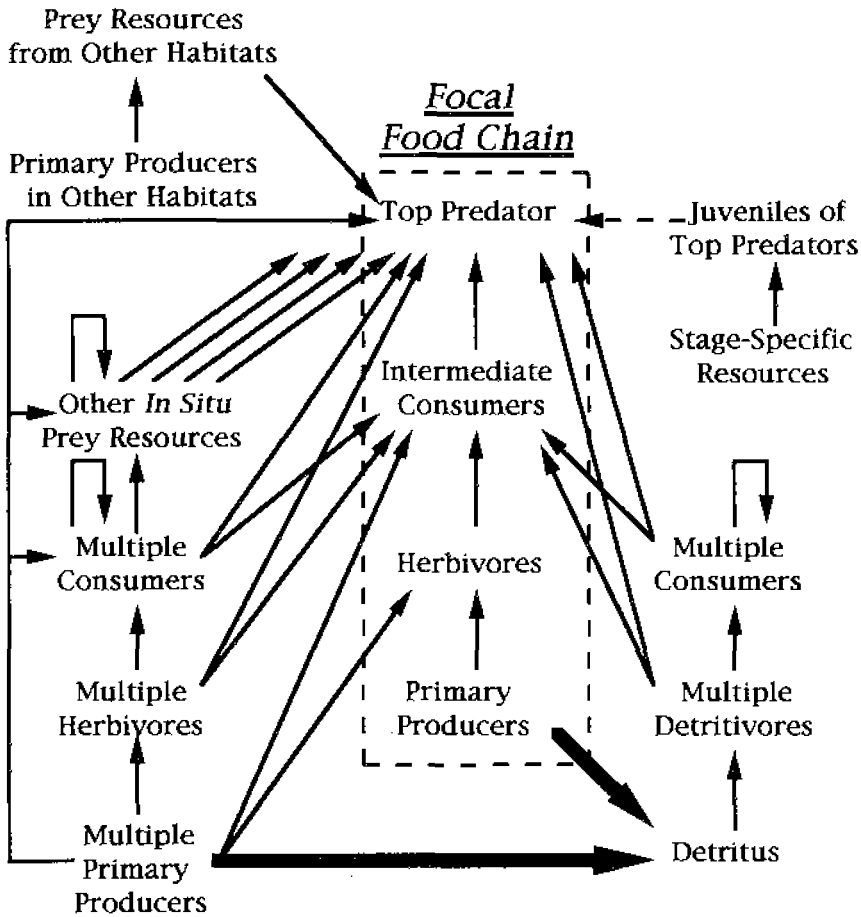 Prey Resources
from Other Habitats
Focal
Food Chain
Primary Producers
in Other Habitats
Top Predator
Juveniles of
Top Predators
Stage-Specific
Resources
Intermediate
Consumers
Other In Situ
Prey Resources
Multiple
Consumers
Herbivores
Multiple
Consumers
Multiple
Herbivores
Primary
Producers
Multiple
Detritivores
Multiple
Primary
Producers
Detritus